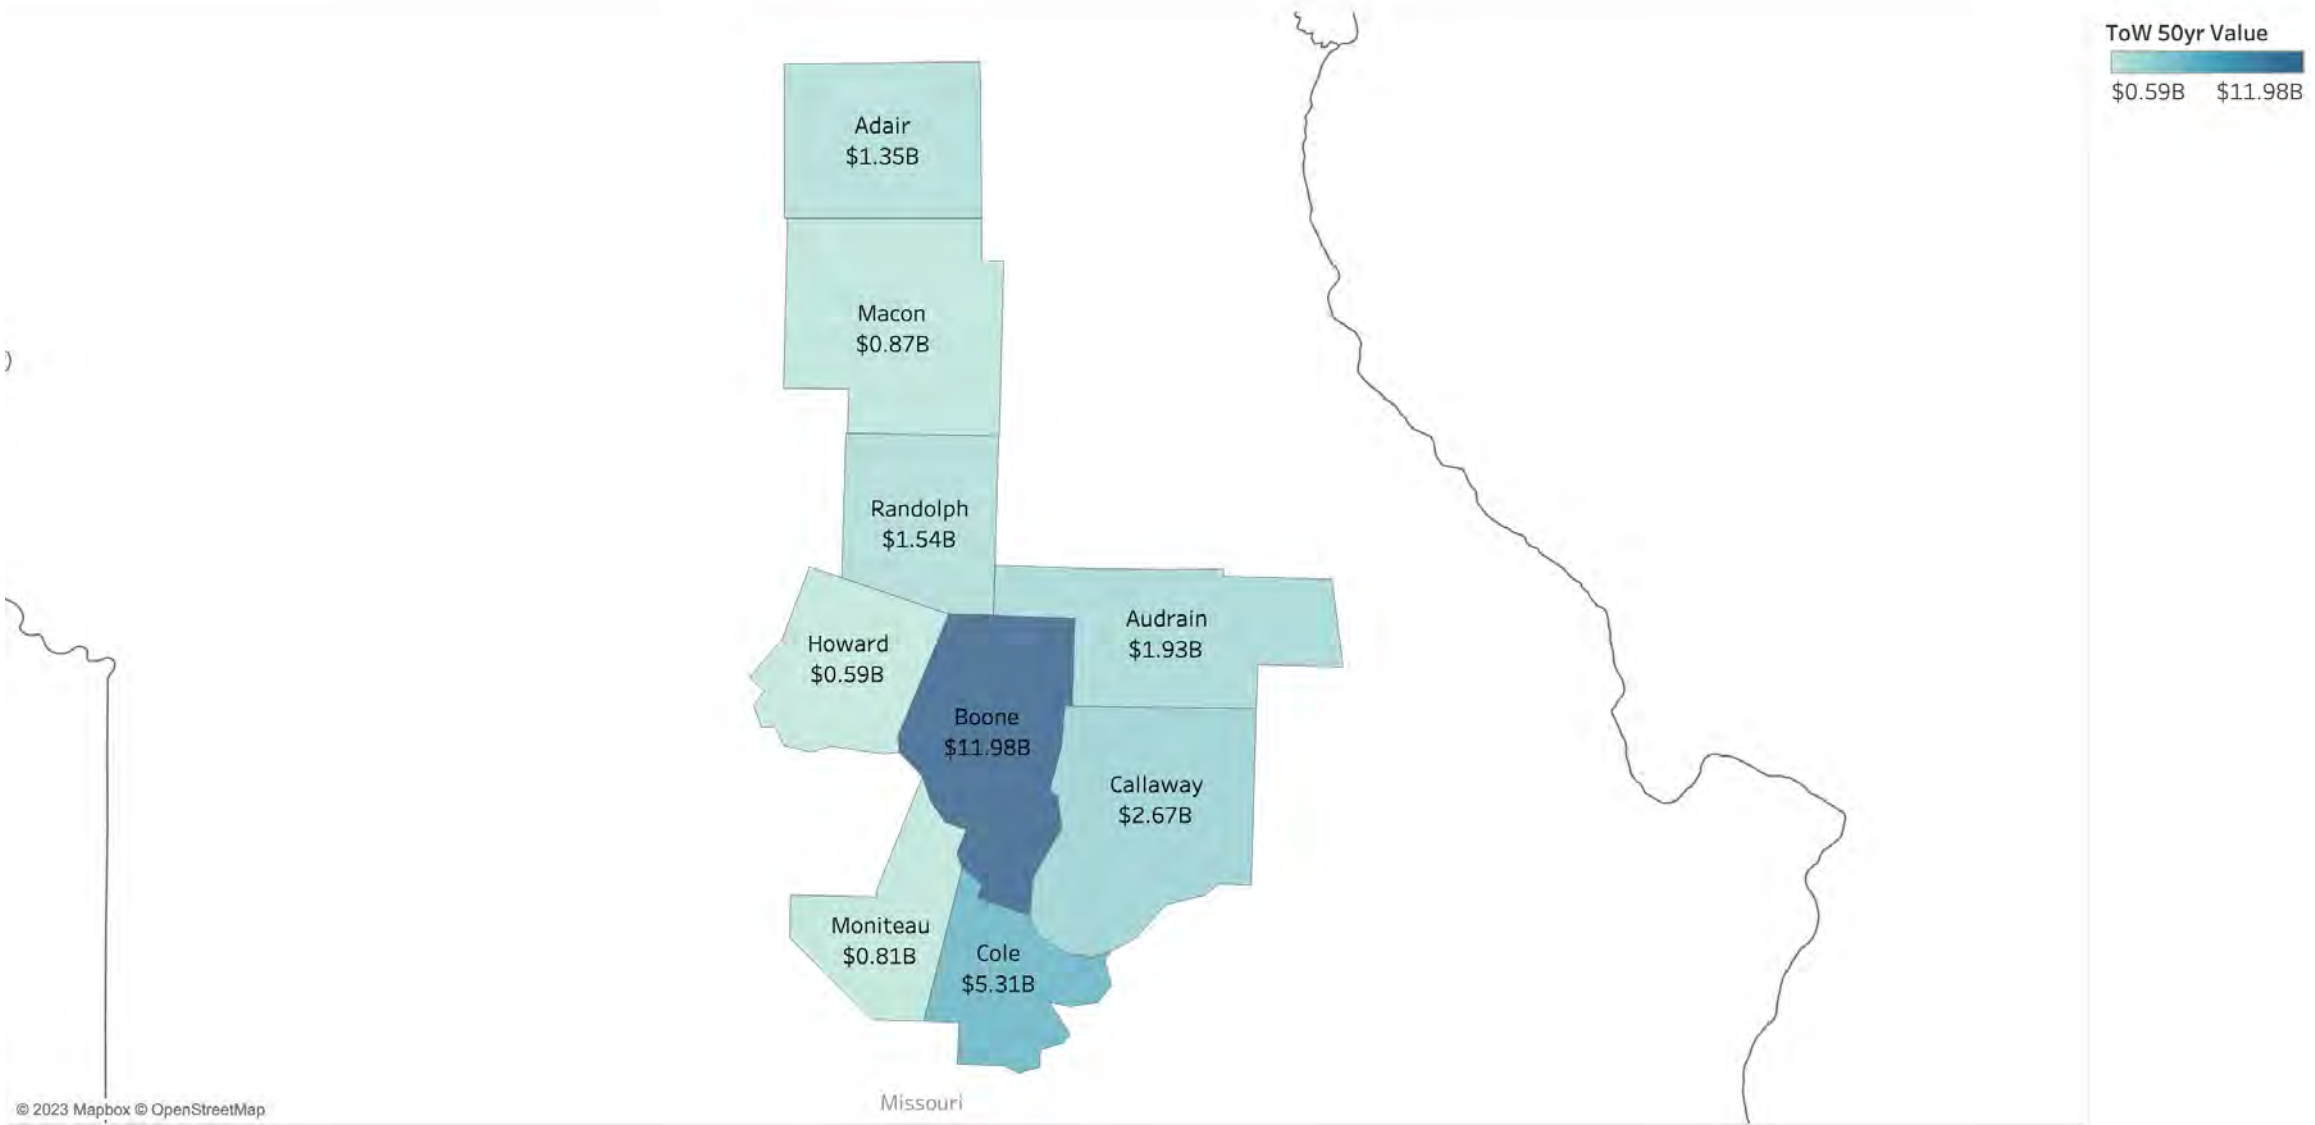 ToW 50yr Value
$0.59B $11.98B
Adair
$1.35B
Macon
$0.87B
)
Randolph
$1.54B
Audrain
$1.93B
Howard
$0.59B
Boone
$11.98B
Callaway
$2.67B
Moniteau
$0.81B
Cole
$5.31B
Missouri
© 2023 Mapbox © OpenStreetMap